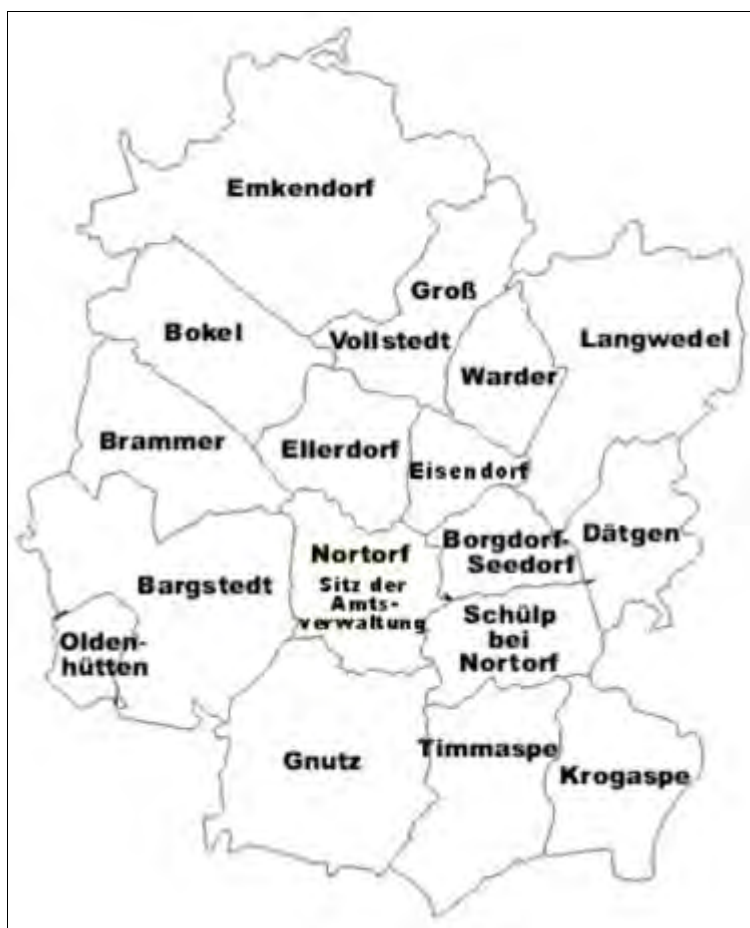 Emkendorf
Groß
Vollstedt
Bokel
Langwedel
Warder
Brammer
Ellerdorf
Eisendorf
Nortorf
Sitz der
Amts-
verwaltung
Borgdorf-
Seedorf
Dätgen
Bargstedt
Schülp
bei
Nortorf
Olden-
hütten
Gnutz
Timmaspe
Krogaspe